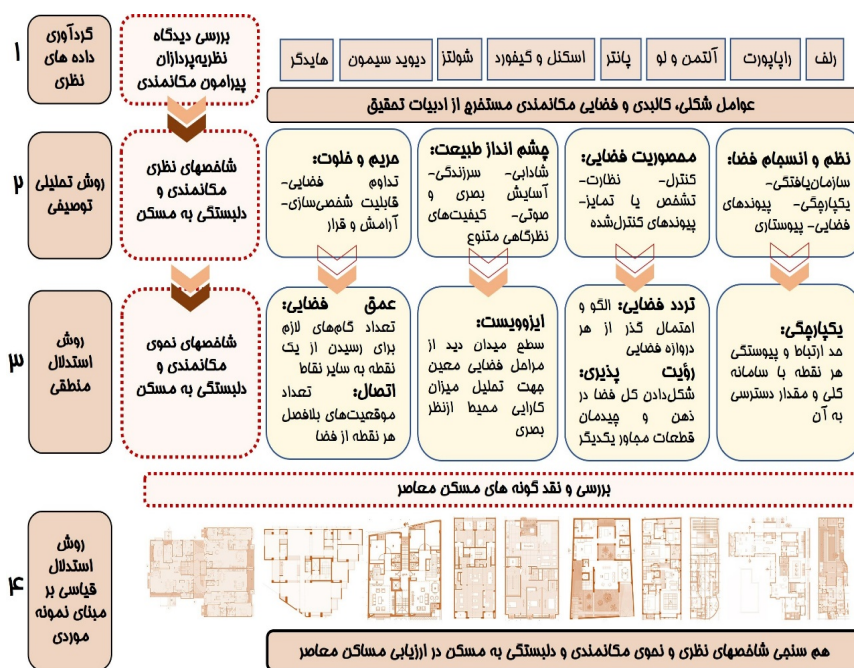 ۱
گردآوری
داده های
نظری
بررسی دیدگاه
نظریه‌پردازان
پیرامون مکانمندی
هایدگر
دیوید سیمون
شولتز
اسکنل و گیفورد
پانتر
آلتمن و لو
راپاپورت
رلف
عوامل شکلی، کالبدی و فضایی مکانمندی مستخرج از ادبیات تحقیق
۲
روش تحلیلی
توصیفی
شاخصهای نظری
مکانمندی و
دلبستگی به مسکن
حریم و خلوت:
تداوم فضایی-
قابلیت شخصی‌سازی-
آرامش و قرار
چشم انداز طبیعت:
شادابی- سرزندگی-
آسایش بصری و
صوتی- کیفیت‌های
نظرگاهی متنوع
محصوریت فضایی:
کنترل- نظارت-
تشخص یا تمایز-
پیوندهای کنترل‌شده
نظم و انسجام فضا:
سازمان‌یافتگی-
یکپارچگی- پیوندهای
فضایی- پیوستاری
۳
روش
استدلال
منطقی
شاخصهای نحوی
مکانمندی و
دلبستگی به مسکن
عمق فضایی:
تعداد گام‌های لازم
برای رسیدن از یک
نقطه به سایر نقاط
اتصال: تعداد
موقعیت‌های بلافصل
هر نقطه از فضا
ایزوویست:
سطح میدان دید از
مراحل فضایی معین
جهت تحلیل میزان
کارایی محیط ازنظر
بصری
تردد فضایی: الگو و
احتمال گذر از هر
دروازه فضایی
رؤیت پذیری:
شکل‌دادن کل فضا در
ذهن و چیدمان
قطعات مجاور یکدیگر
یکپارچگی:
حد ارتباط و پیوستگی
هر نقطه با سامانه
کلی و مقدار دسترسی
به آن
بررسی و نقد گونه های مسکن معاصر
۴
روش
استدلال
قیاسی بر
مبنای نمونه
موردی
هم سنجی شاخصهای نظری و نحوی مکانمندی و دلبستگی به مسکن در ارزیابی مساکن معاصر